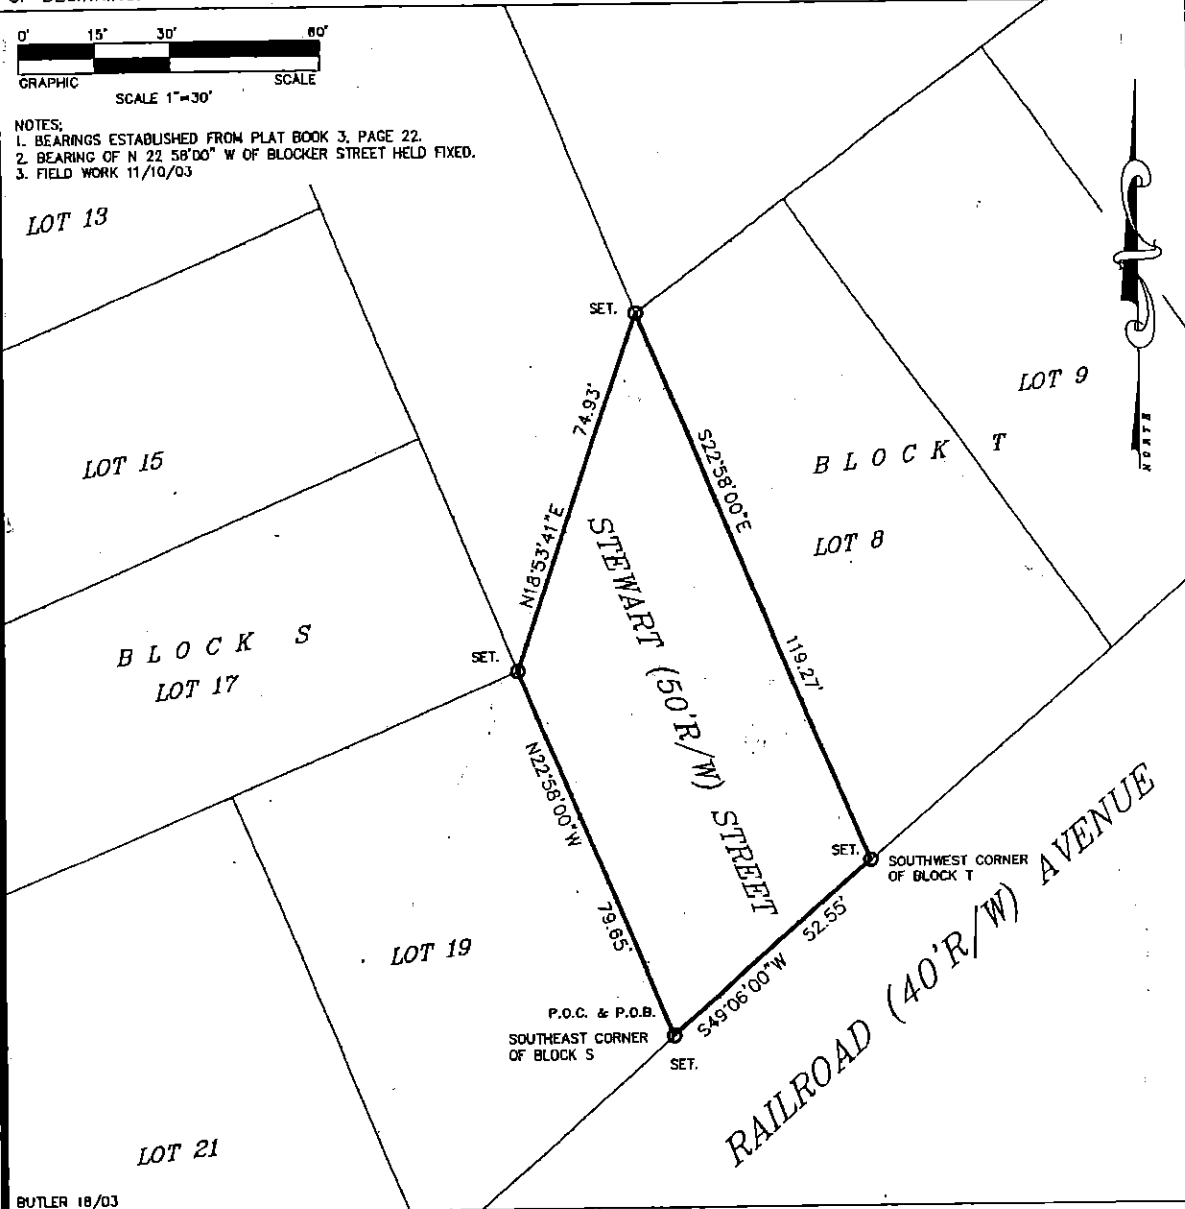 0' 15' 30' 60'
GRAPHIC SCALE
SCALE 1"=30'
NOTES;
1. BEARINGS ESTABLISHED FROM PLAT BOOK 3, PAGE 22.
2. BEARING OF N 22 58'00" W OF BLOCKER STREET HELD FIXED.
3. FIELD WORK 11/10/03
LOT 13
SET.
NORTH
LOT 9
74.93'
S22°58'00"E
BLOCK T
LOT 15
LOT 8
N18°53'41"E
STEWART (50'R/W) STREET
BLOCK S
LOT 17
SET.
119.27'
N22°58'00"W
79.65'
SET.
SOUTHWEST CORNER
OF BLOCK T
52.55'
S49°06'00"W
LOT 19
RAILROAD (40'R/W) AVENUE
P.O.C. & P.O.B.
SOUTHEAST CORNER
OF BLOCK S
SET.
LOT 21
BUTLER 18/03